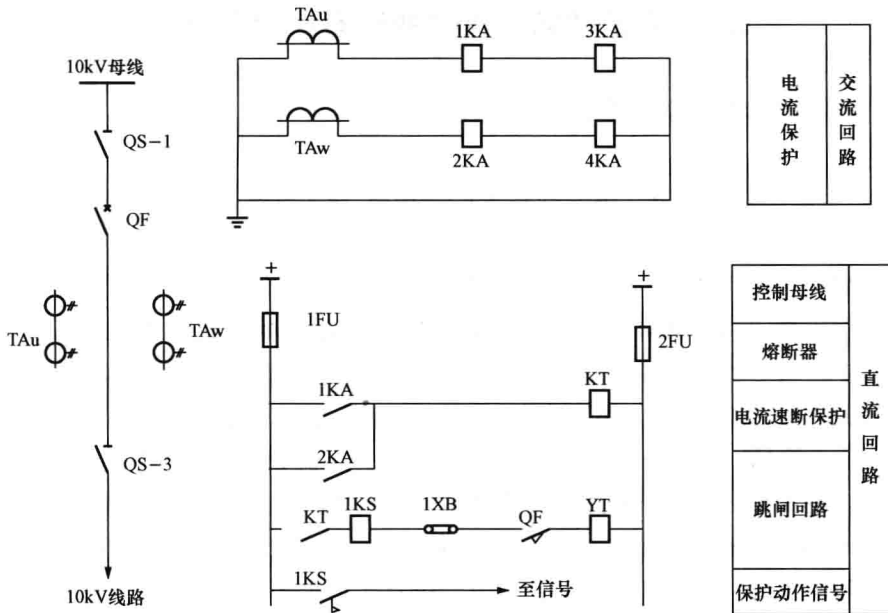 TAu
1KA
3KA
10kV母线
QS-1
TAw
2KA
4KA
QF
电流保护
交流回路
TAu
TAw
+
+
1FU
2FU
1KA
KT
2KA
QS-3
KT
1KS
1XB
QF
YT
1KS
至信号
10kV线路
控制母线
熔断器
电流速断保护
跳闸回路
保护动作信号
直流回路